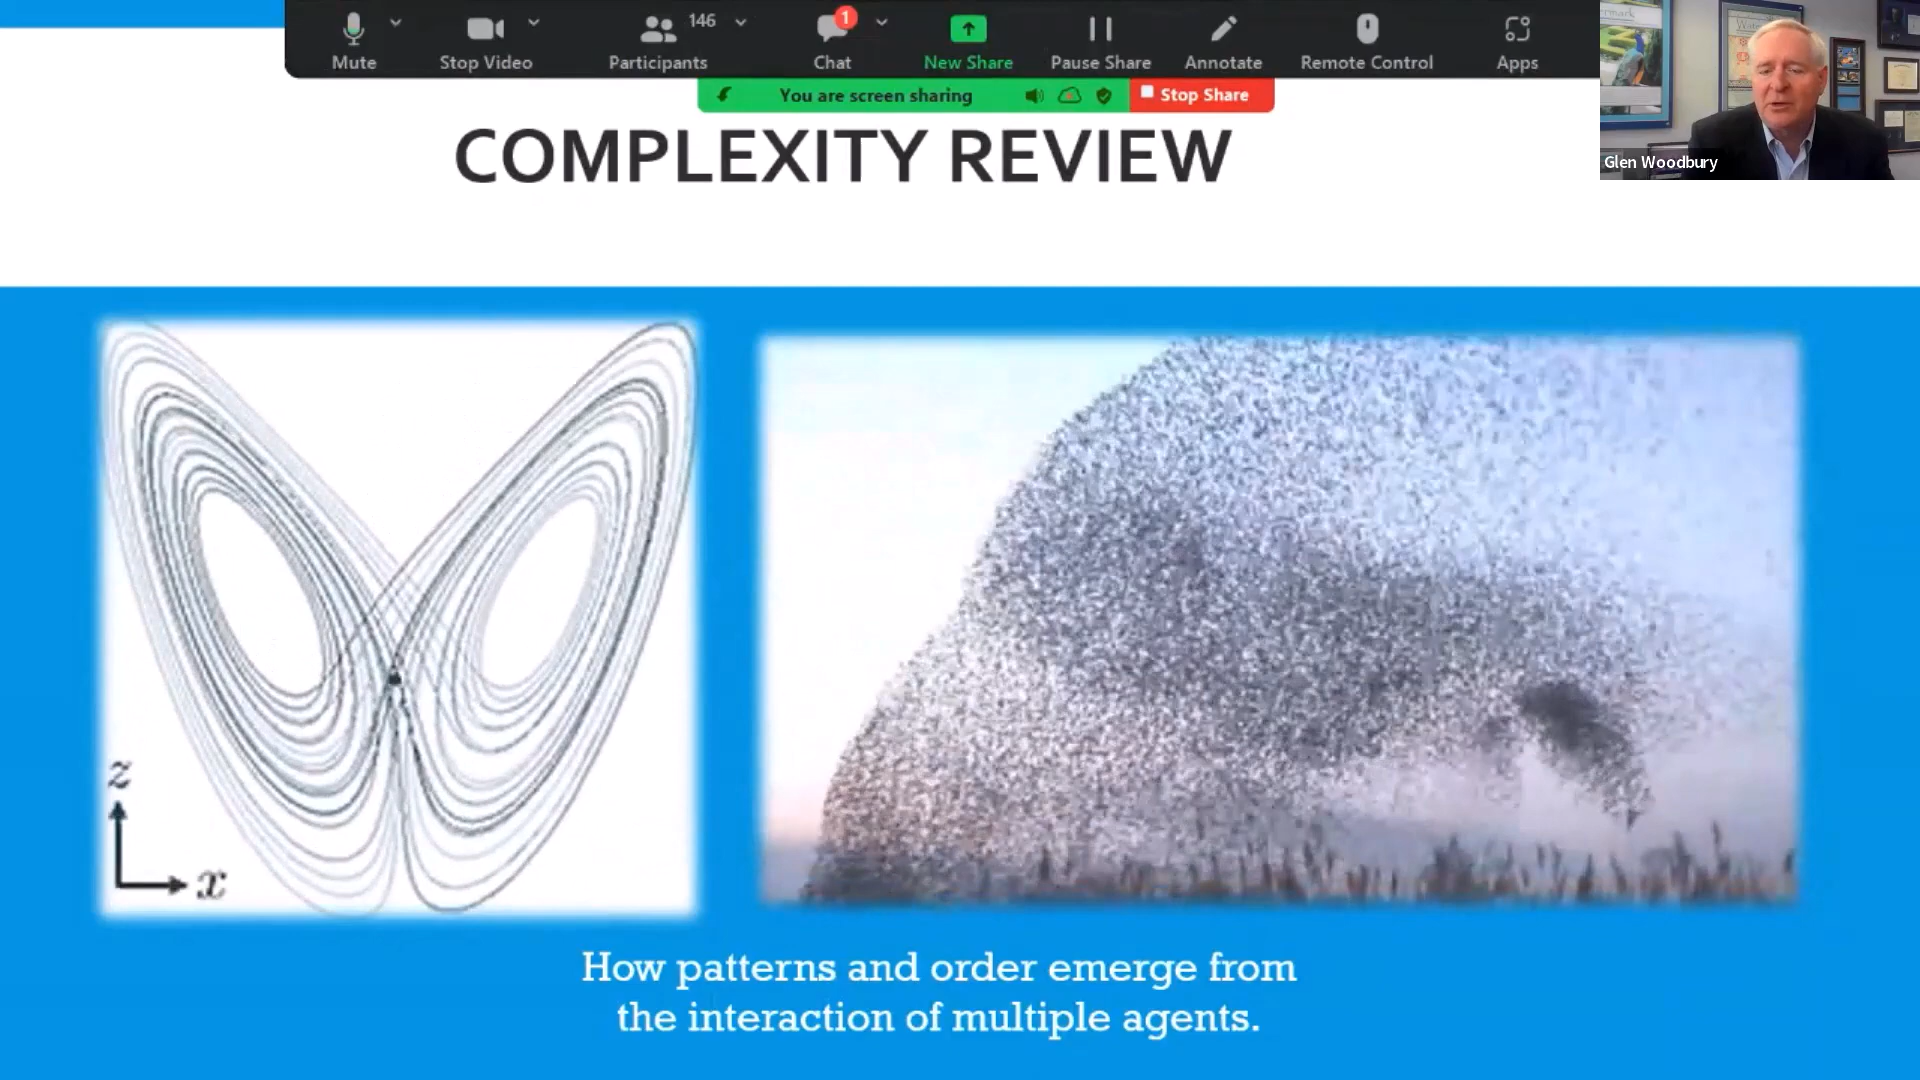 146
1
Mute
Stop Video
Participants
Chat
New Share
Pause Share
Annotate
Remote Control
Apps
You are screen sharing
Stop Share
Glen Woodbury
COMPLEXITY REVIEW
z
x
How patterns and order emerge from
the interaction of multiple agents.